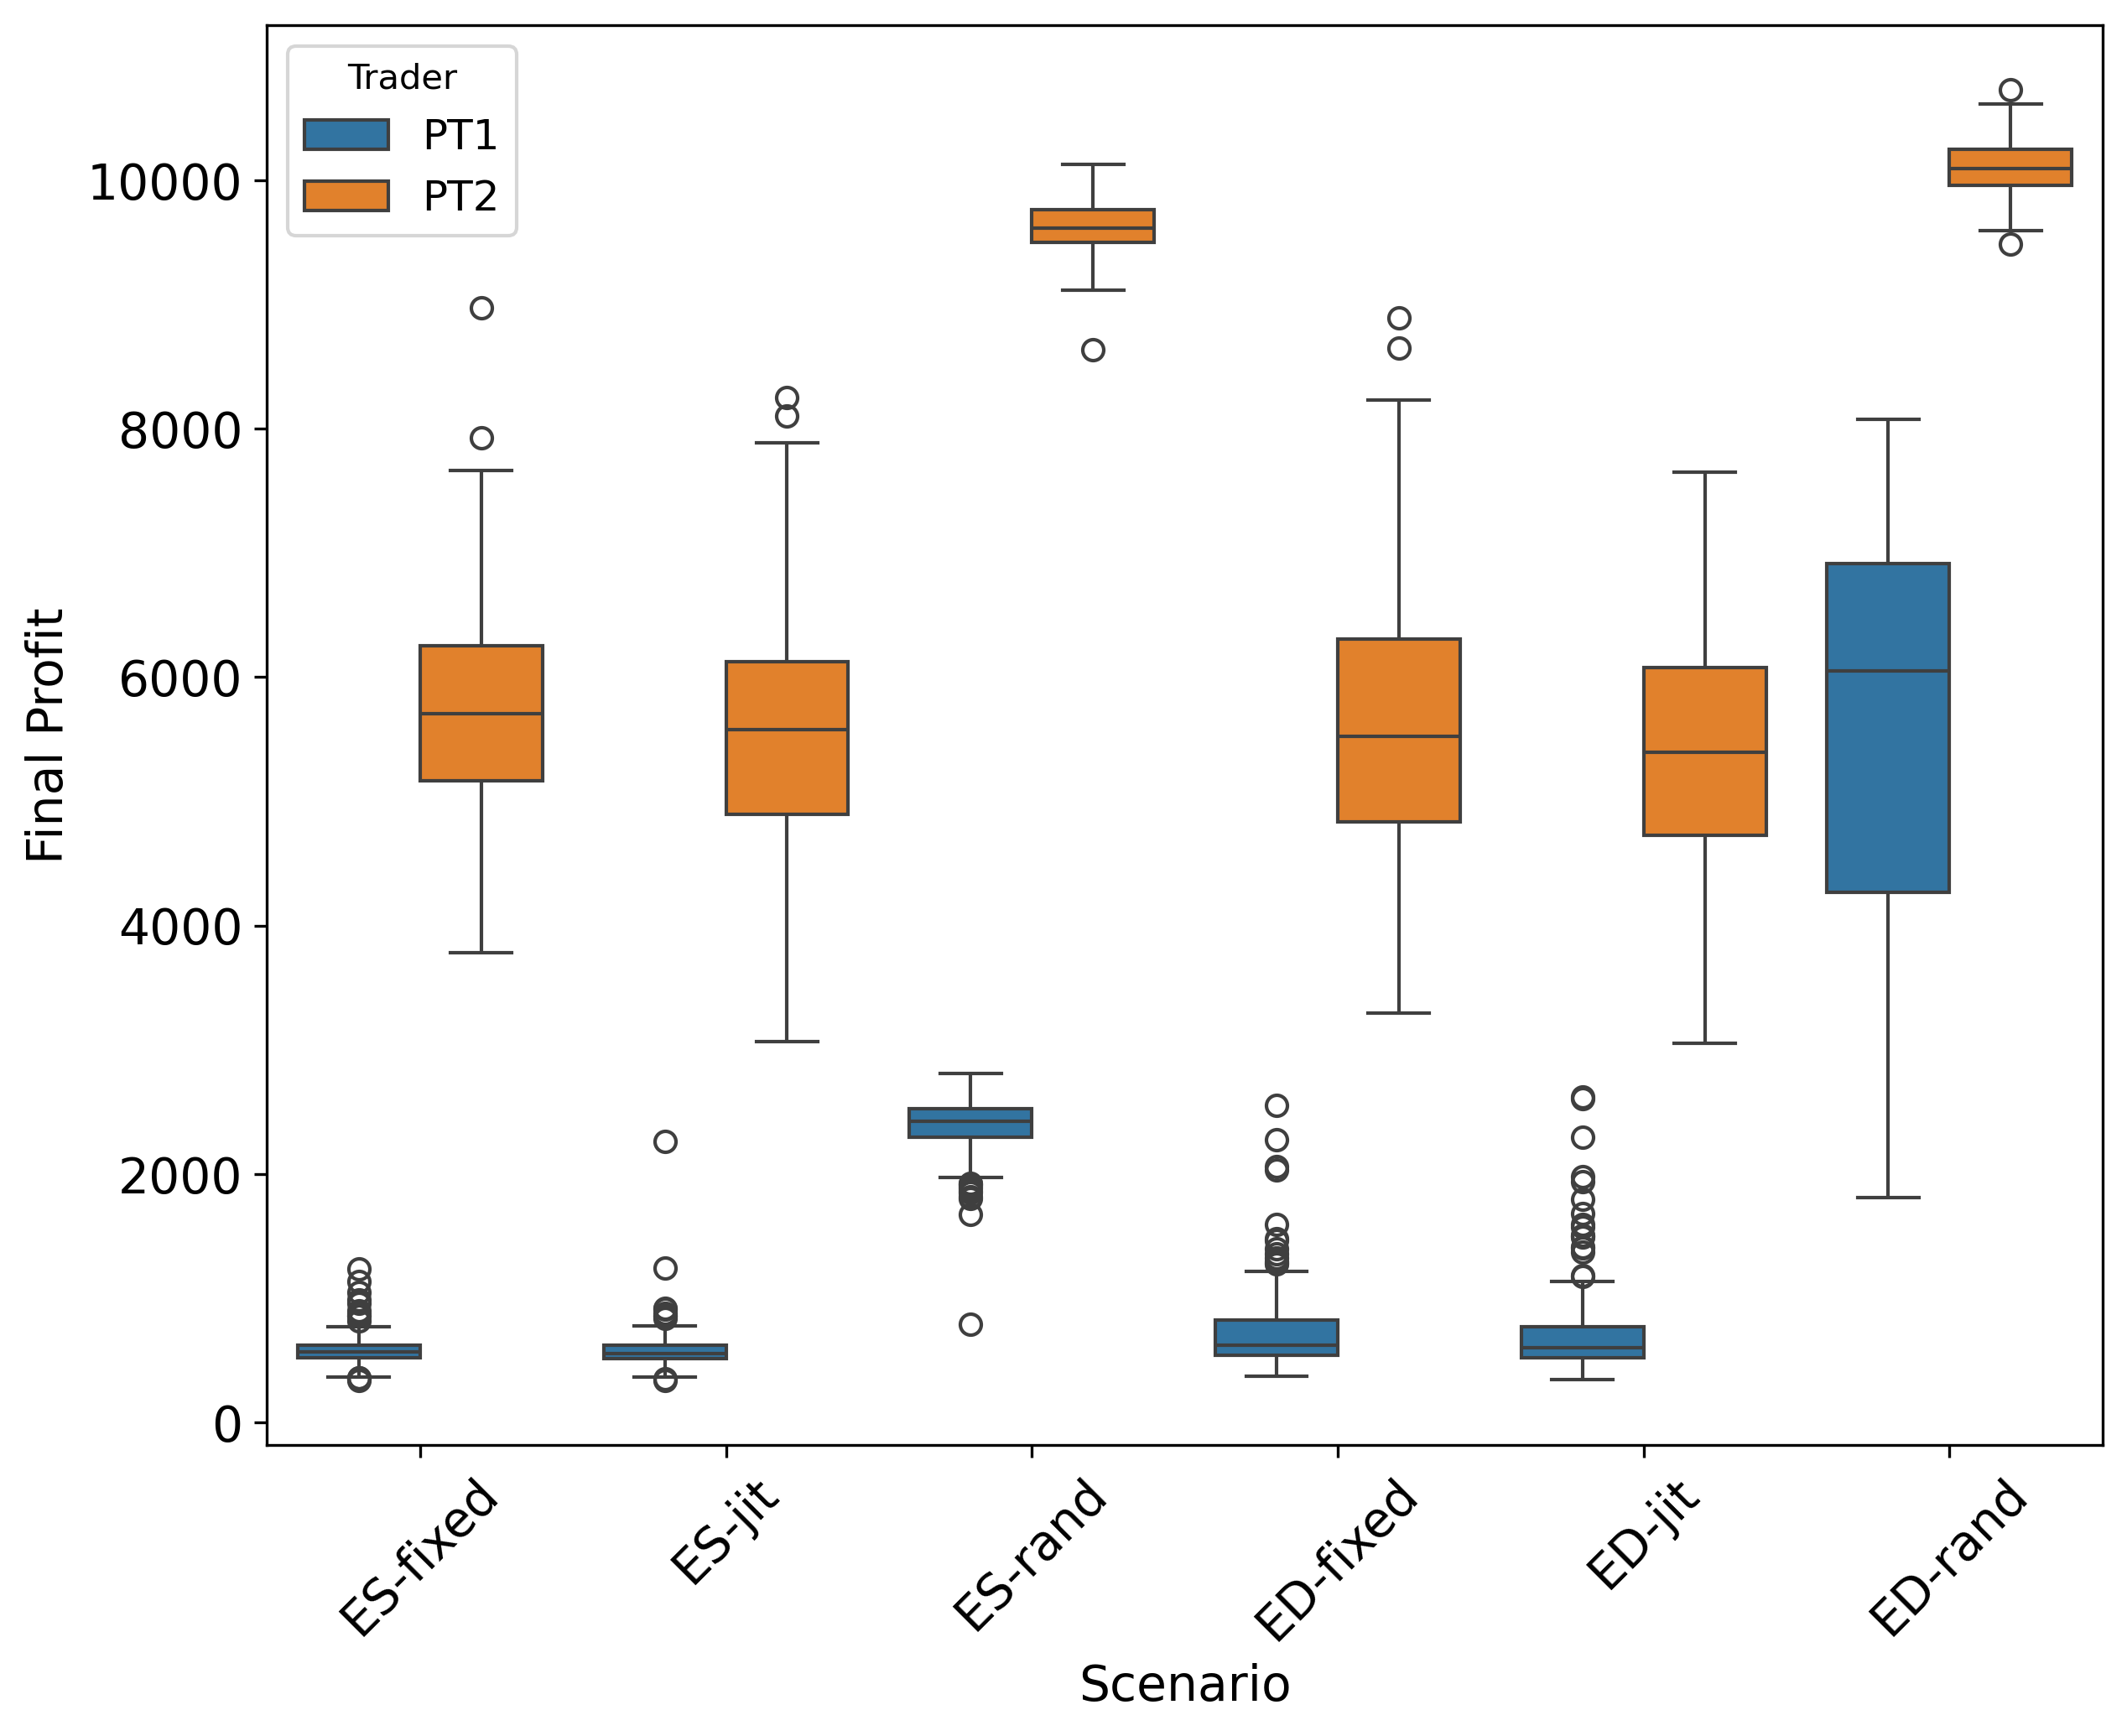 Trader
PT1
PT2
10000
8000
6000
4000
2000
0
Final Profit
ES-fixed
ES-jit
ES-rand
ED-fixed
ED-jit
ED-rand
Scenario